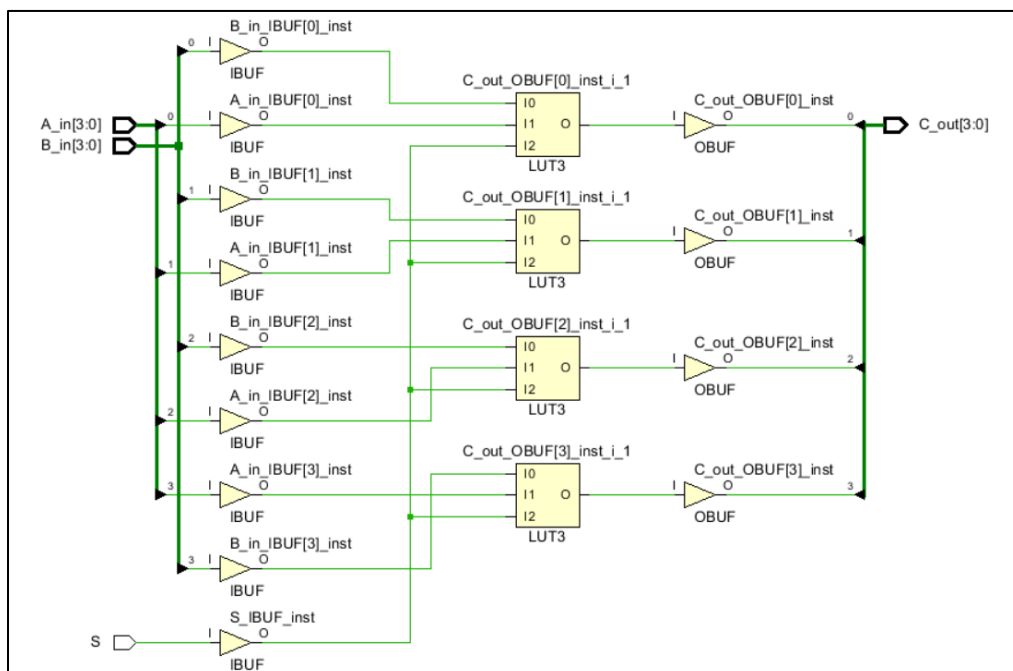 B_in_IBUF[0]_inst
0 I O
IBUF
C_out_OBUF[0]_inst_i_1
A_in_IBUF[0]_inst
C_out_OBUF[0]_inst
I0
A_in[3:0]
0 I O
I1 O
I O 0
C_out[3:0]
B_in[3:0]
IBUF
I2
OBUF
LUT3
B_in_IBUF[1]_inst
1 I O
C_out_OBUF[1]_inst_i_1
IBUF
C_out_OBUF[1]_inst
I0
A_in_IBUF[1]_inst
I1 O
I O 1
1 I O
I2
OBUF
IBUF
LUT3
B_in_IBUF[2]_inst
C_out_OBUF[2]_inst_i_1
2 I O
C_out_OBUF[2]_inst
I0
IBUF
I1 O
I O 2
A_in_IBUF[2]_inst
I2
OBUF
2 I O
LUT3
IBUF
C_out_OBUF[3]_inst_i_1
A_in_IBUF[3]_inst
C_out_OBUF[3]_inst
I0
3 I O
I1 O
I O 3
IBUF
I2
OBUF
LUT3
B_in_IBUF[3]_inst
3 I O
IBUF
S_IBUF_inst
S
I O
IBUF